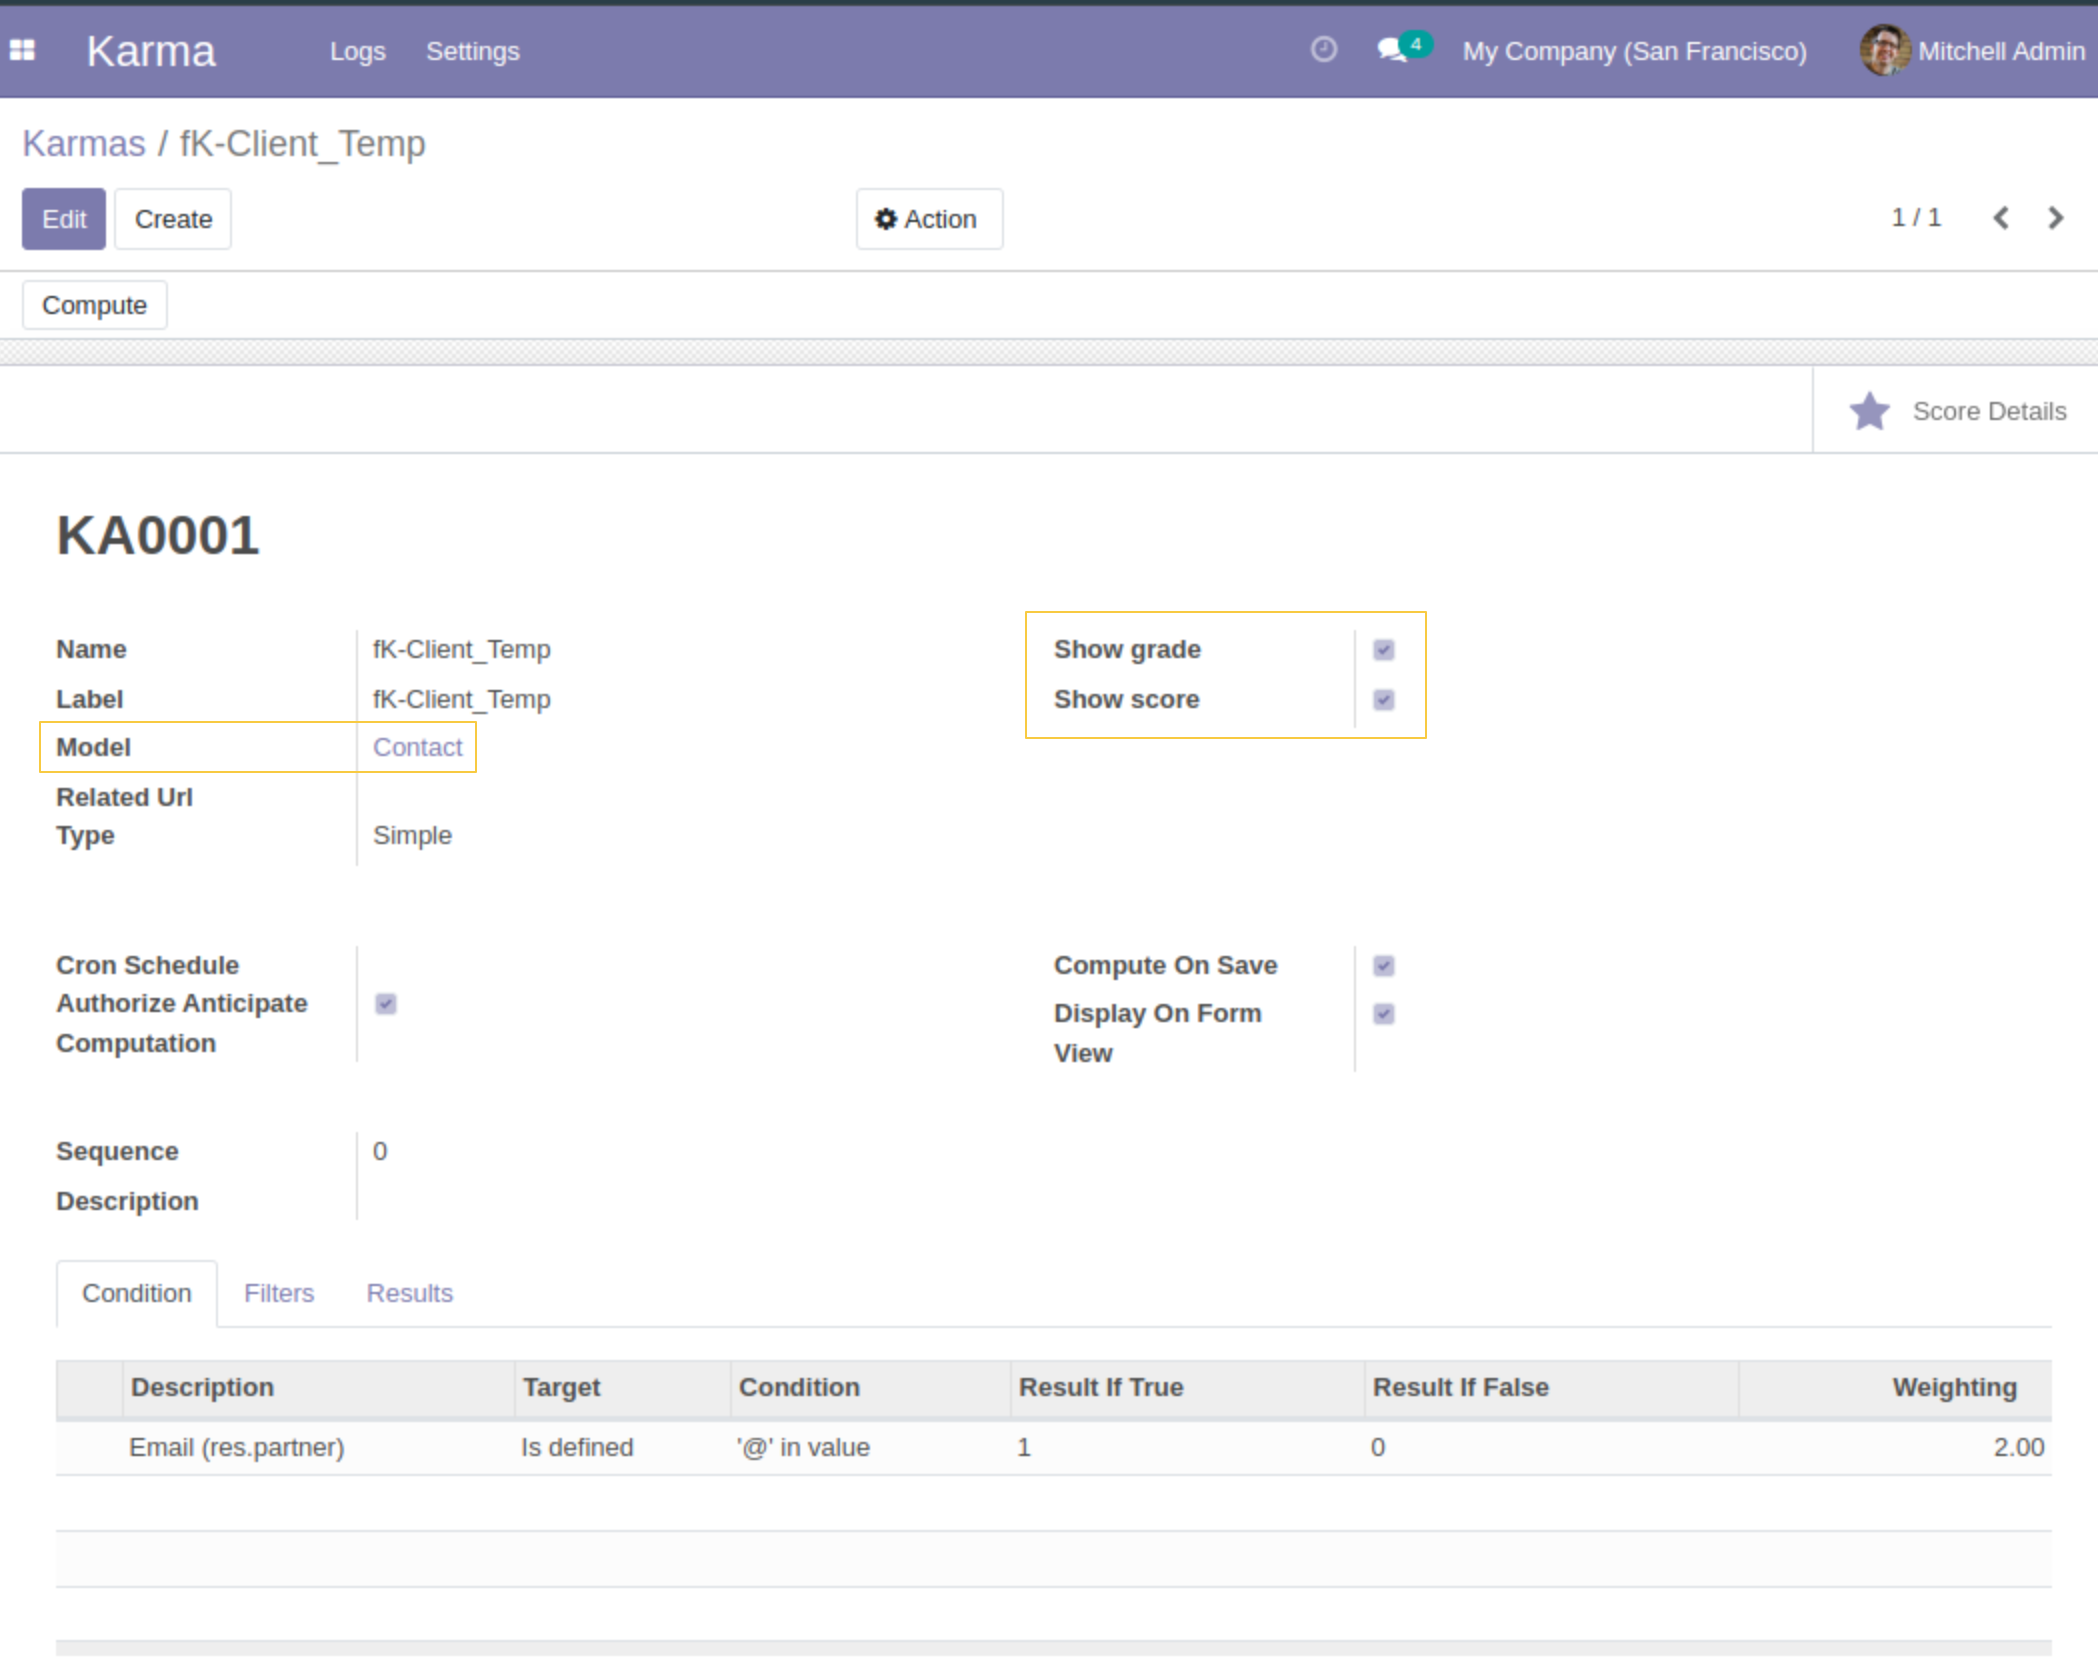 Karma Logs Settings 4 My Company (San Francisco) Mitchell Admin
Karmas / fK-Client_Temp
Edit Create Action 1 / 1
Compute
Score Details
KA0001
Name fK-Client_Temp Show grade
Label fK-Client_Temp Show score
Model Contact
Related Url
Type Simple
Cron Schedule Compute On Save
Authorize Anticipate Display On Form
Computation View
Sequence 0
Description
Condition Filters Results
Description Target Condition Result If True Result If False Weighting
Email (res.partner) Is defined '@' in value 1 0 2.00